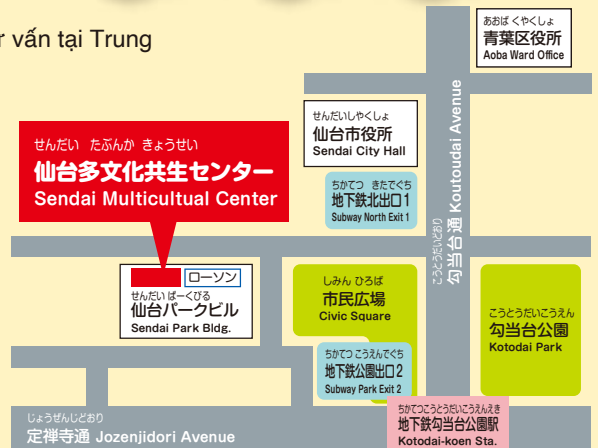 vấn tại Trung
あおば くやくしょ
青葉区役所
Aoba Ward Office
せんだいしやくしょ
仙台市役所
Sendai City Hall
せんだい たぶんか きょうせい
仙台多文化共生センター
Sendai Multicultual Center
ちかてつ きたでぐち
地下鉄北出口1
Subway North Exit 1
こうとうだいどおり
勾当台通 Koutoudai Avenue
ローソン
せんだいぱーくびる
仙台パークビル
Sendai Park Bldg.
しみん ひろば
市民広場
Civic Square
こうとうだいこうえん
勾当台公園
Kotodai Park
ちかてつ こうえんでぐち
地下鉄公園出口2
Subway Park Exit 2
ちかてつこうとうだいこうえんえき
地下鉄勾当台公園駅
Kotodai-koen Sta.
じょうぜんじどおり
定禅寺通 Jozenjidori Avenue